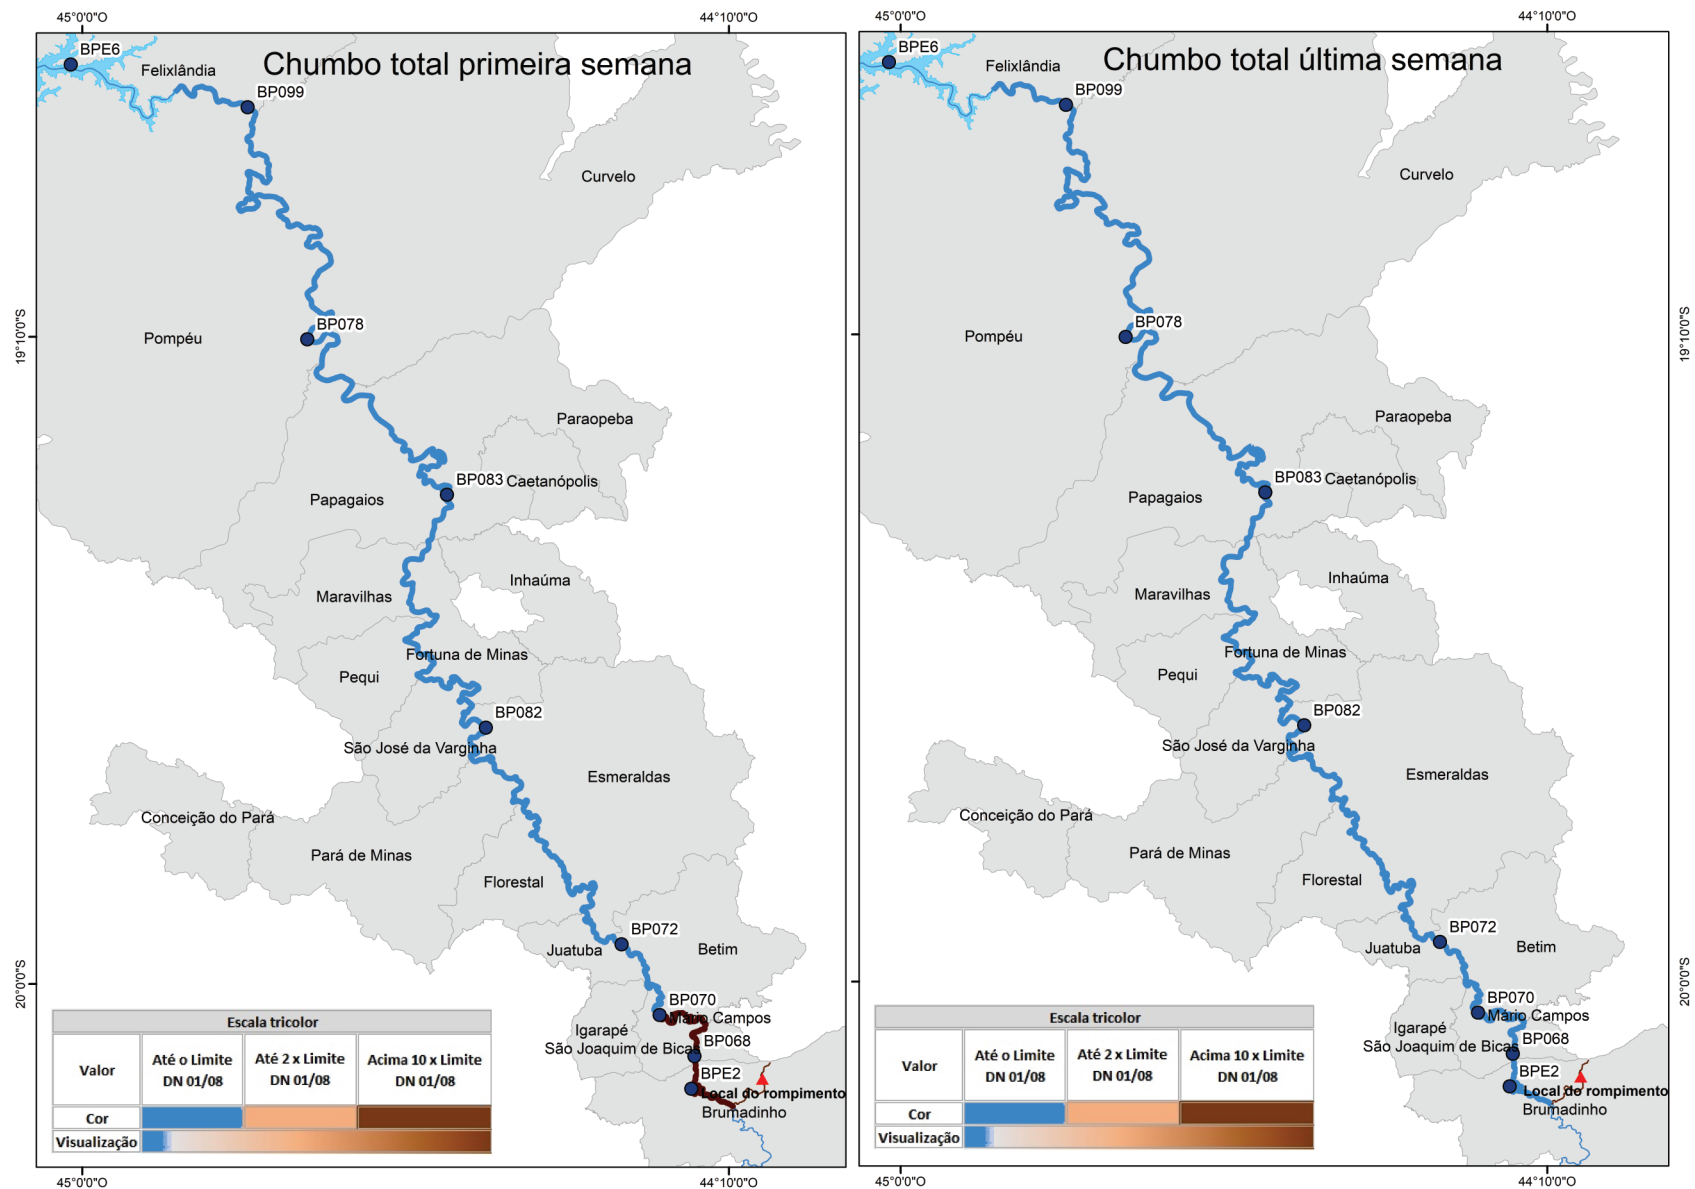 45°0'0"O
44°10'0"O
Chumbo total primeira semana
BPE6
Felixlândia
BP099
Curvelo
19°10'0"S
BP078
Pompéu
Paraopeba
BP083
Caetanópolis
Papagaios
Inhaúma
Maravilhas
Fortuna de Minas
Pequi
BP082
São José da Varginha
Esmeraldas
Conceição do Pará
Pará de Minas
Florestal
BP072
Juatuba
Betim
20°0'0"S
BP070
Mário Campos
Igarapé
BP068
São Joaquim de Bicas
BPE2
Local do rompimento
Brumadinho
Escala tricolor
Valor
Até o Limite
DN 01/08
Até 2 x Limite
DN 01/08
Acima 10 x Limite
DN 01/08
Cor
Visualização
45°0'0"O
44°10'0"O
45°0'0"O
44°10'0"O
Chumbo total última semana
BPE6
Felixlândia
BP099
Curvelo
19°10'0"S
BP078
Pompéu
Paraopeba
BP083
Caetanópolis
Papagaios
Inhaúma
Maravilhas
Fortuna de Minas
Pequi
BP082
São José da Varginha
Esmeraldas
Conceição do Pará
Pará de Minas
Florestal
BP072
Juatuba
Betim
20°0'0"S
BP070
Mário Campos
Igarapé
BP068
São Joaquim de Bicas
BPE2
Local do rompimento
Brumadinho
Escala tricolor
Valor
Até o Limite
DN 01/08
Até 2 x Limite
DN 01/08
Acima 10 x Limite
DN 01/08
Cor
Visualização
45°0'0"O
44°10'0"O